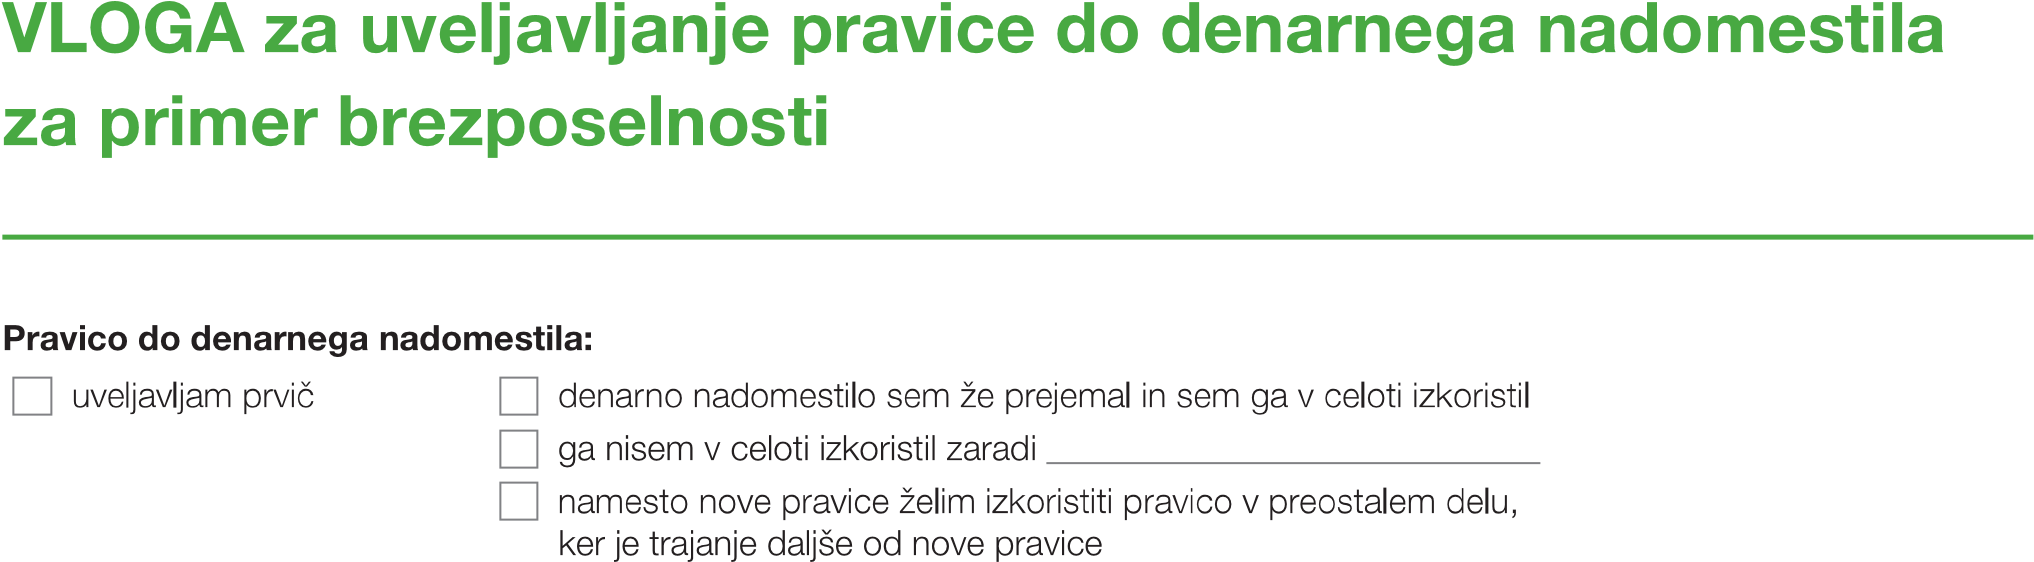 VLOGA za uveljavljanje pravice do denarnega nadomestila
za primer brezposelnosti
Pravico do denarnega nadomestila:
uveljavljam prvič
denarno nadomestilo sem že prejemal in sem ga v celoti izkoristil
ga nisem v celoti izkoristil zaradi
namesto nove pravice želim izkoristiti pravico v preostalem delu,
ker je trajanje daljše od nove pravice